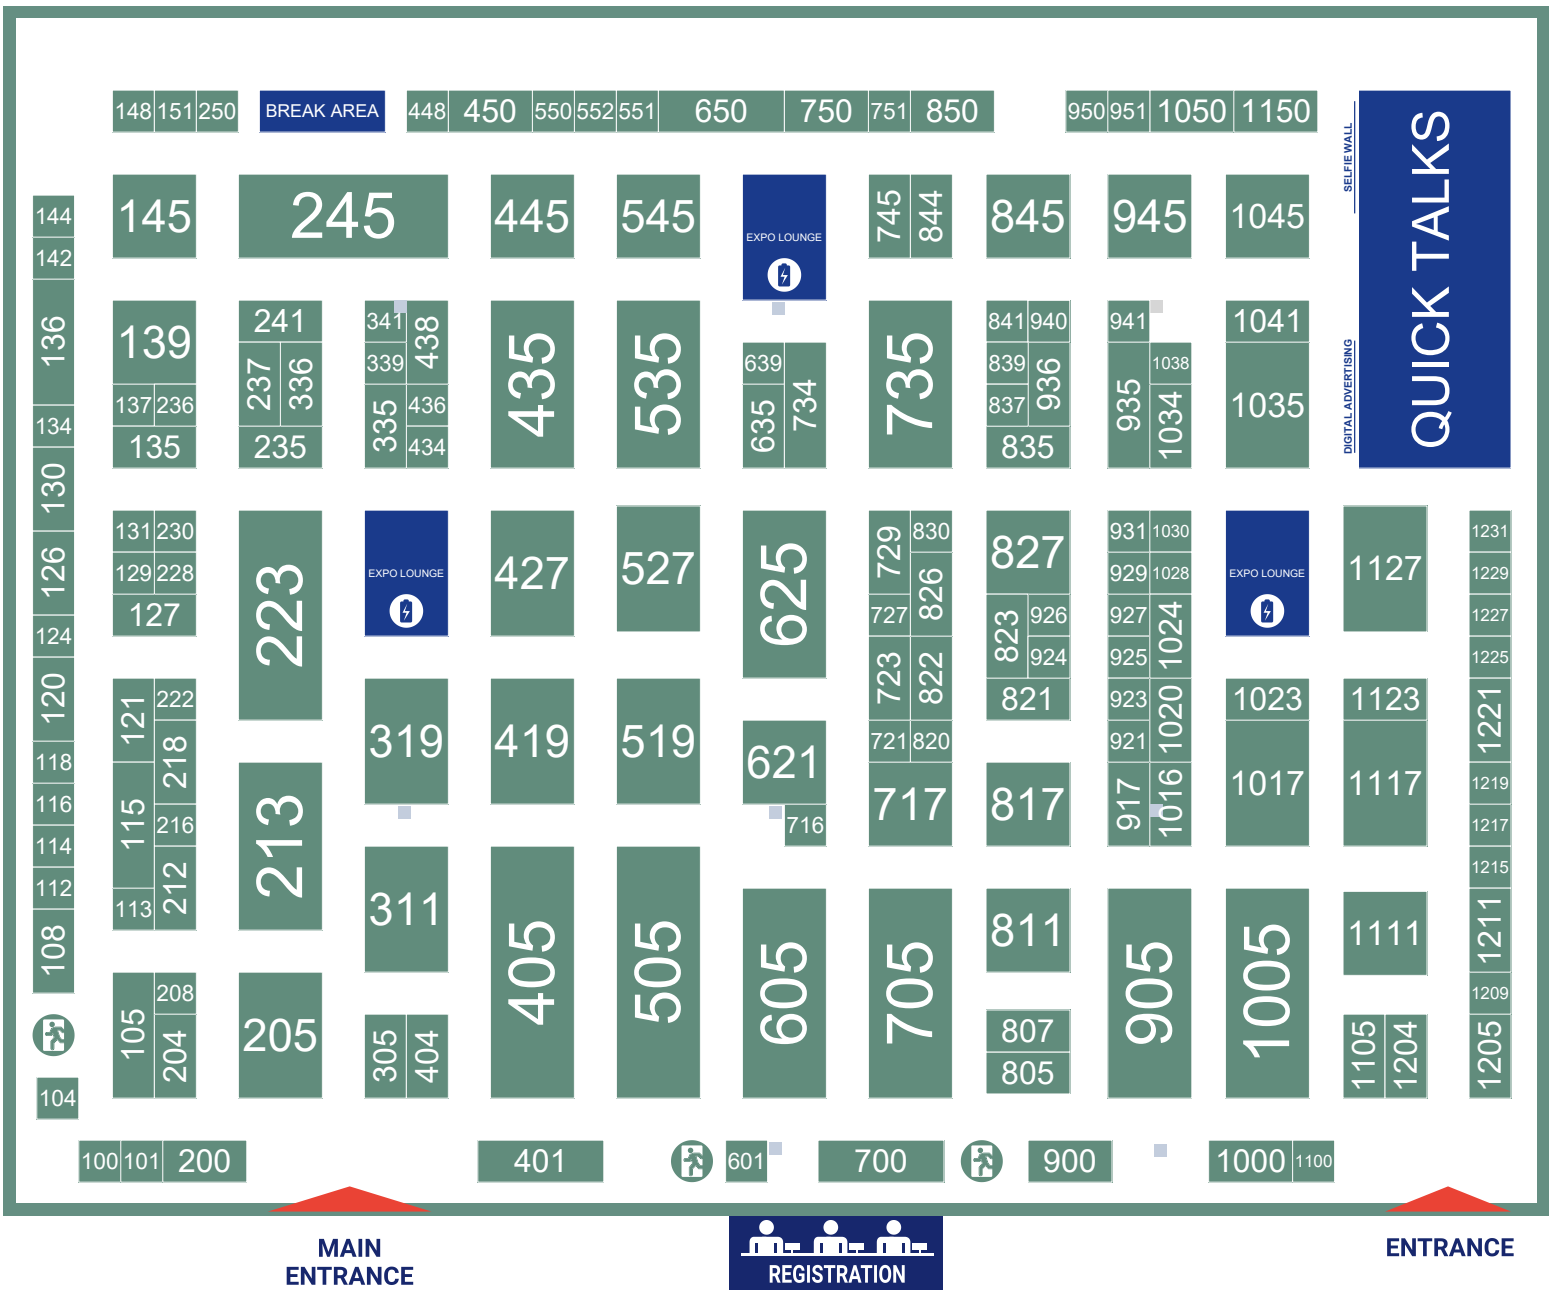 148 151 250 BREAK AREA 448 450 550 552 551 650 750 751 850 950 951 1050 1150
SELFIE WALL
QUICK TALKS
DIGITAL ADVERTISING
144
142
136
134
130
126
124
120
118
116
114
112
108
104
145 245 445 545 EXPO LOUNGE 745 844 845 945 1045
139 241 341 438 435 535 735 841 940 941 1041
237 336 339 639 734 839 936 935 1038 1035
137 236 335 436 635 837 1034
135 235 434 835
131 230 223 EXPO LOUNGE 427 527 625 729 830 827 931 1030 EXPO LOUNGE 1127 1231
129 228 826 929 1028 1229
127 727 823 926 927 1024 1227
723 822 924 925 1225
121 222 319 419 519 821 923 1020 1023 1123 1221
218 621 721 820 921 1017 1117
115 213 717 817 917 1016 1219
216 716 1217
212 311 405 505 1215
113 605 705 811 905 1005 1111 1211
105 208 205 1209
204 305 404 807 1105 1204 1205
805
100 101 200 401 601 700 900 1000 1100
MAIN
ENTRANCE
REGISTRATION
ENTRANCE